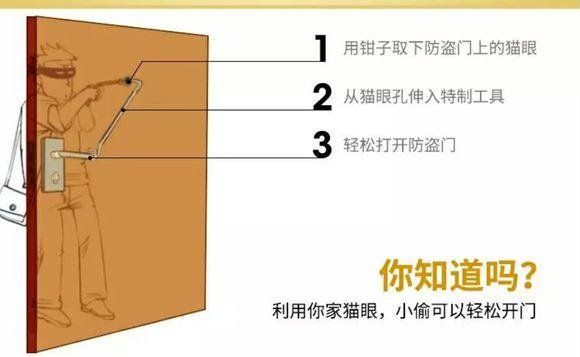 1 用钳子取下防盗门上的猫眼
2 从猫眼孔伸入特制工具
3 轻松打开防盗门
你知道吗？
利用你家猫眼，小偷可以轻松开门